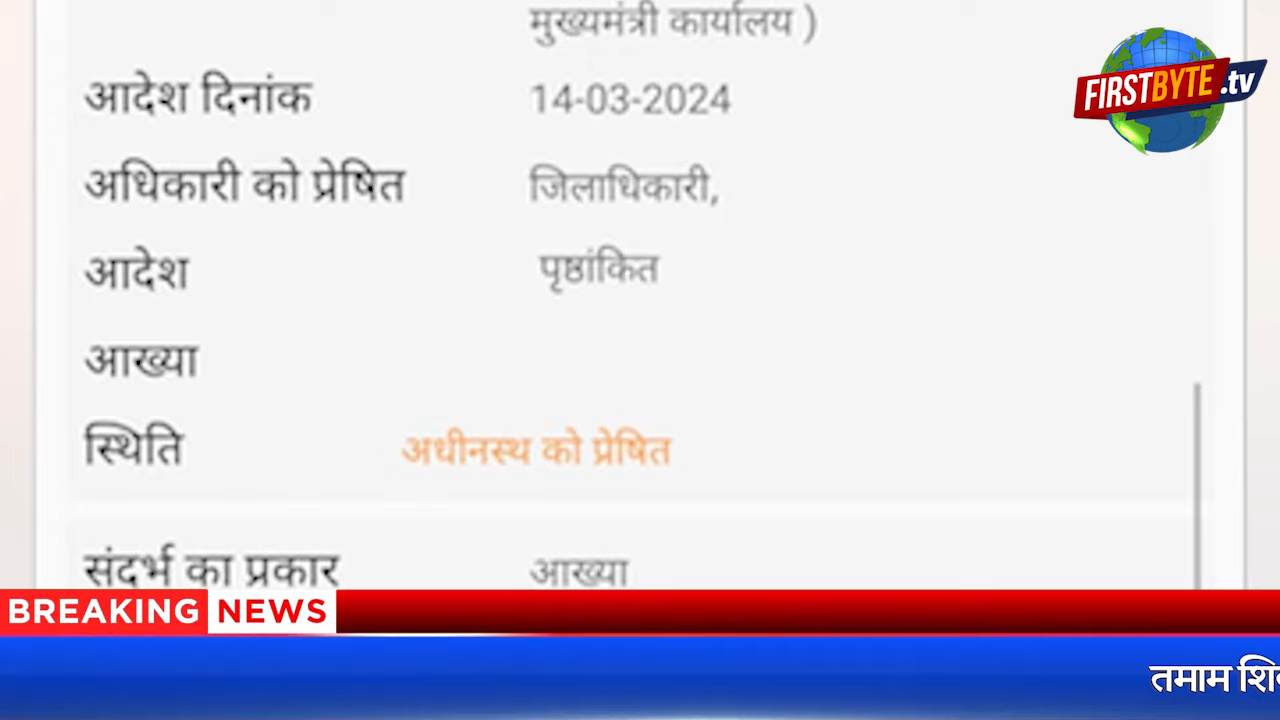 मुख्यमंत्री कार्यालय )
आदेश दिनांक 14-03-2024
अधिकारी को प्रेषित जिलाधिकारी,
आदेश पृष्ठांकित
आख्या
स्थिति अधीनस्थ को प्रेषित
संदर्भ का प्रकार आख्या
FIRSTBYTE.tv
BREAKING NEWS
तमाम